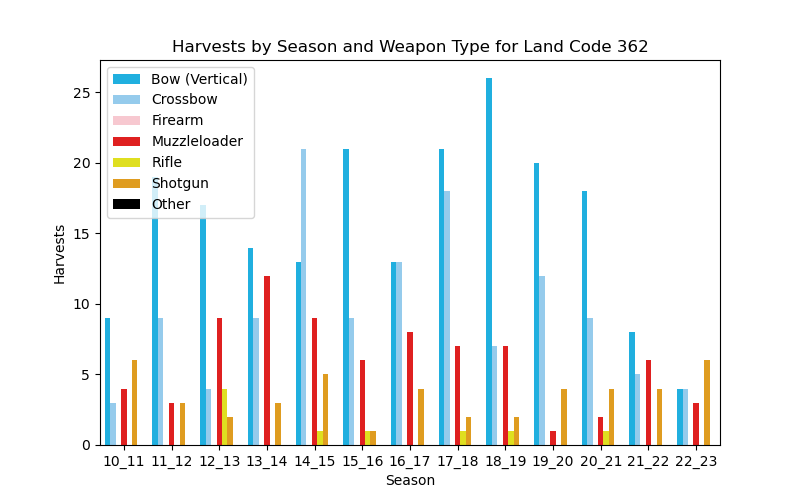 Harvests by Season and Weapon Type for Land Code 362
Bow (Vertical)
Crossbow
Firearm
Muzzleloader
Rifle
Shotgun
Other
Harvests
25
20
15
10
5
0
10_11 11_12 12_13 13_14 14_15 15_16 16_17 17_18 18_19 19_20 20_21 21_22 22_23
Season